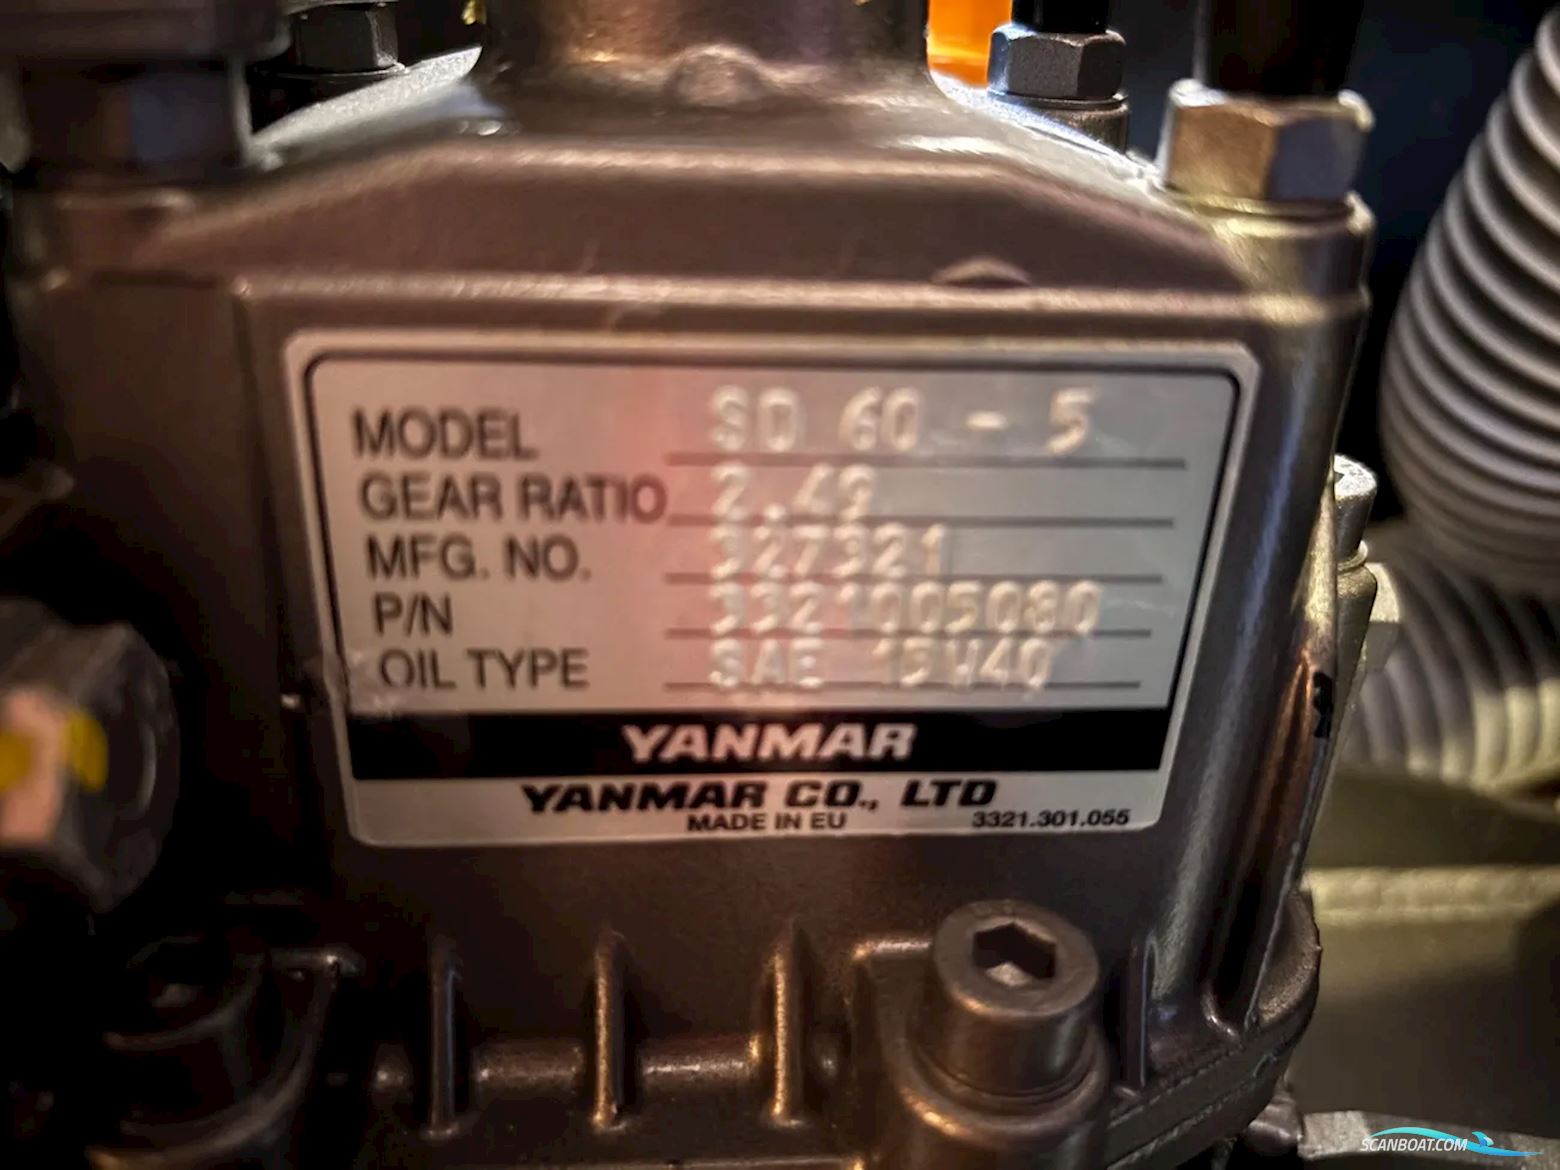 MODEL SD 60 - 5
GEAR RATIO 2.49
MFG. NO. 327321
P/N 3321005080
OIL TYPE SAE 15W40
YANMAR
YANMAR CO., LTD
MADE IN EU 3321.301.055
SCANBOAT.COM